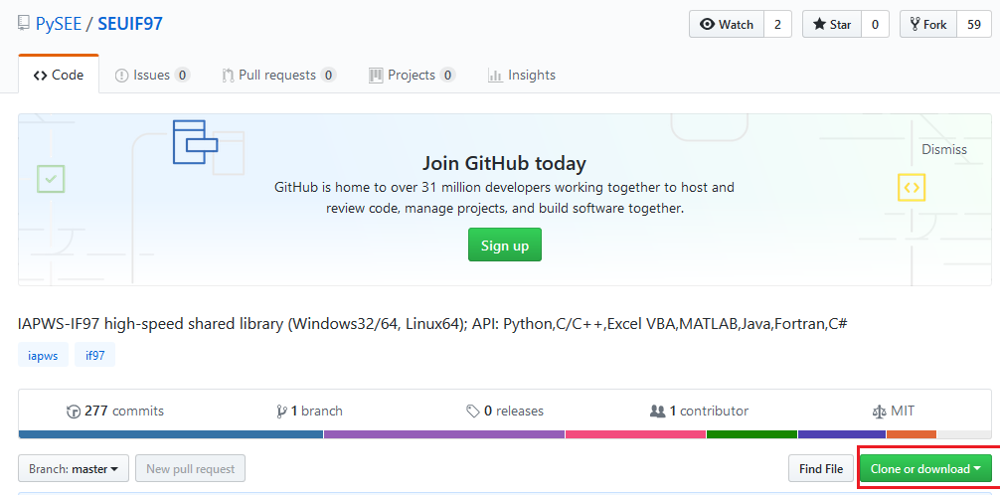 PySEE / SEUIF97
Watch 2
Star 0
Fork 59
Code
Issues 0
Pull requests 0
Projects 0
Insights
Dismiss
Join GitHub today
GitHub is home to over 31 million developers working together to host and
review code, manage projects, and build software together.
Sign up
IAPWS-IF97 high-speed shared library (Windows32/64, Linux64); API: Python,C/C++,Excel VBA,MATLAB,Java,Fortran,C#
iapws if97
277 commits
1 branch
0 releases
1 contributor
MIT
Branch: master
New pull request
Find File
Clone or download